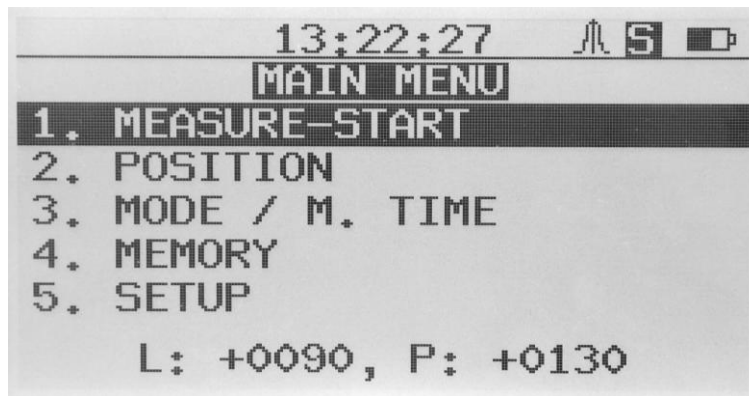 13:22:27 S
MAIN MENU
1. MEASURE-START
2. POSITION
3. MODE / M. TIME
4. MEMORY
5. SETUP
L: +0090, P: +0130